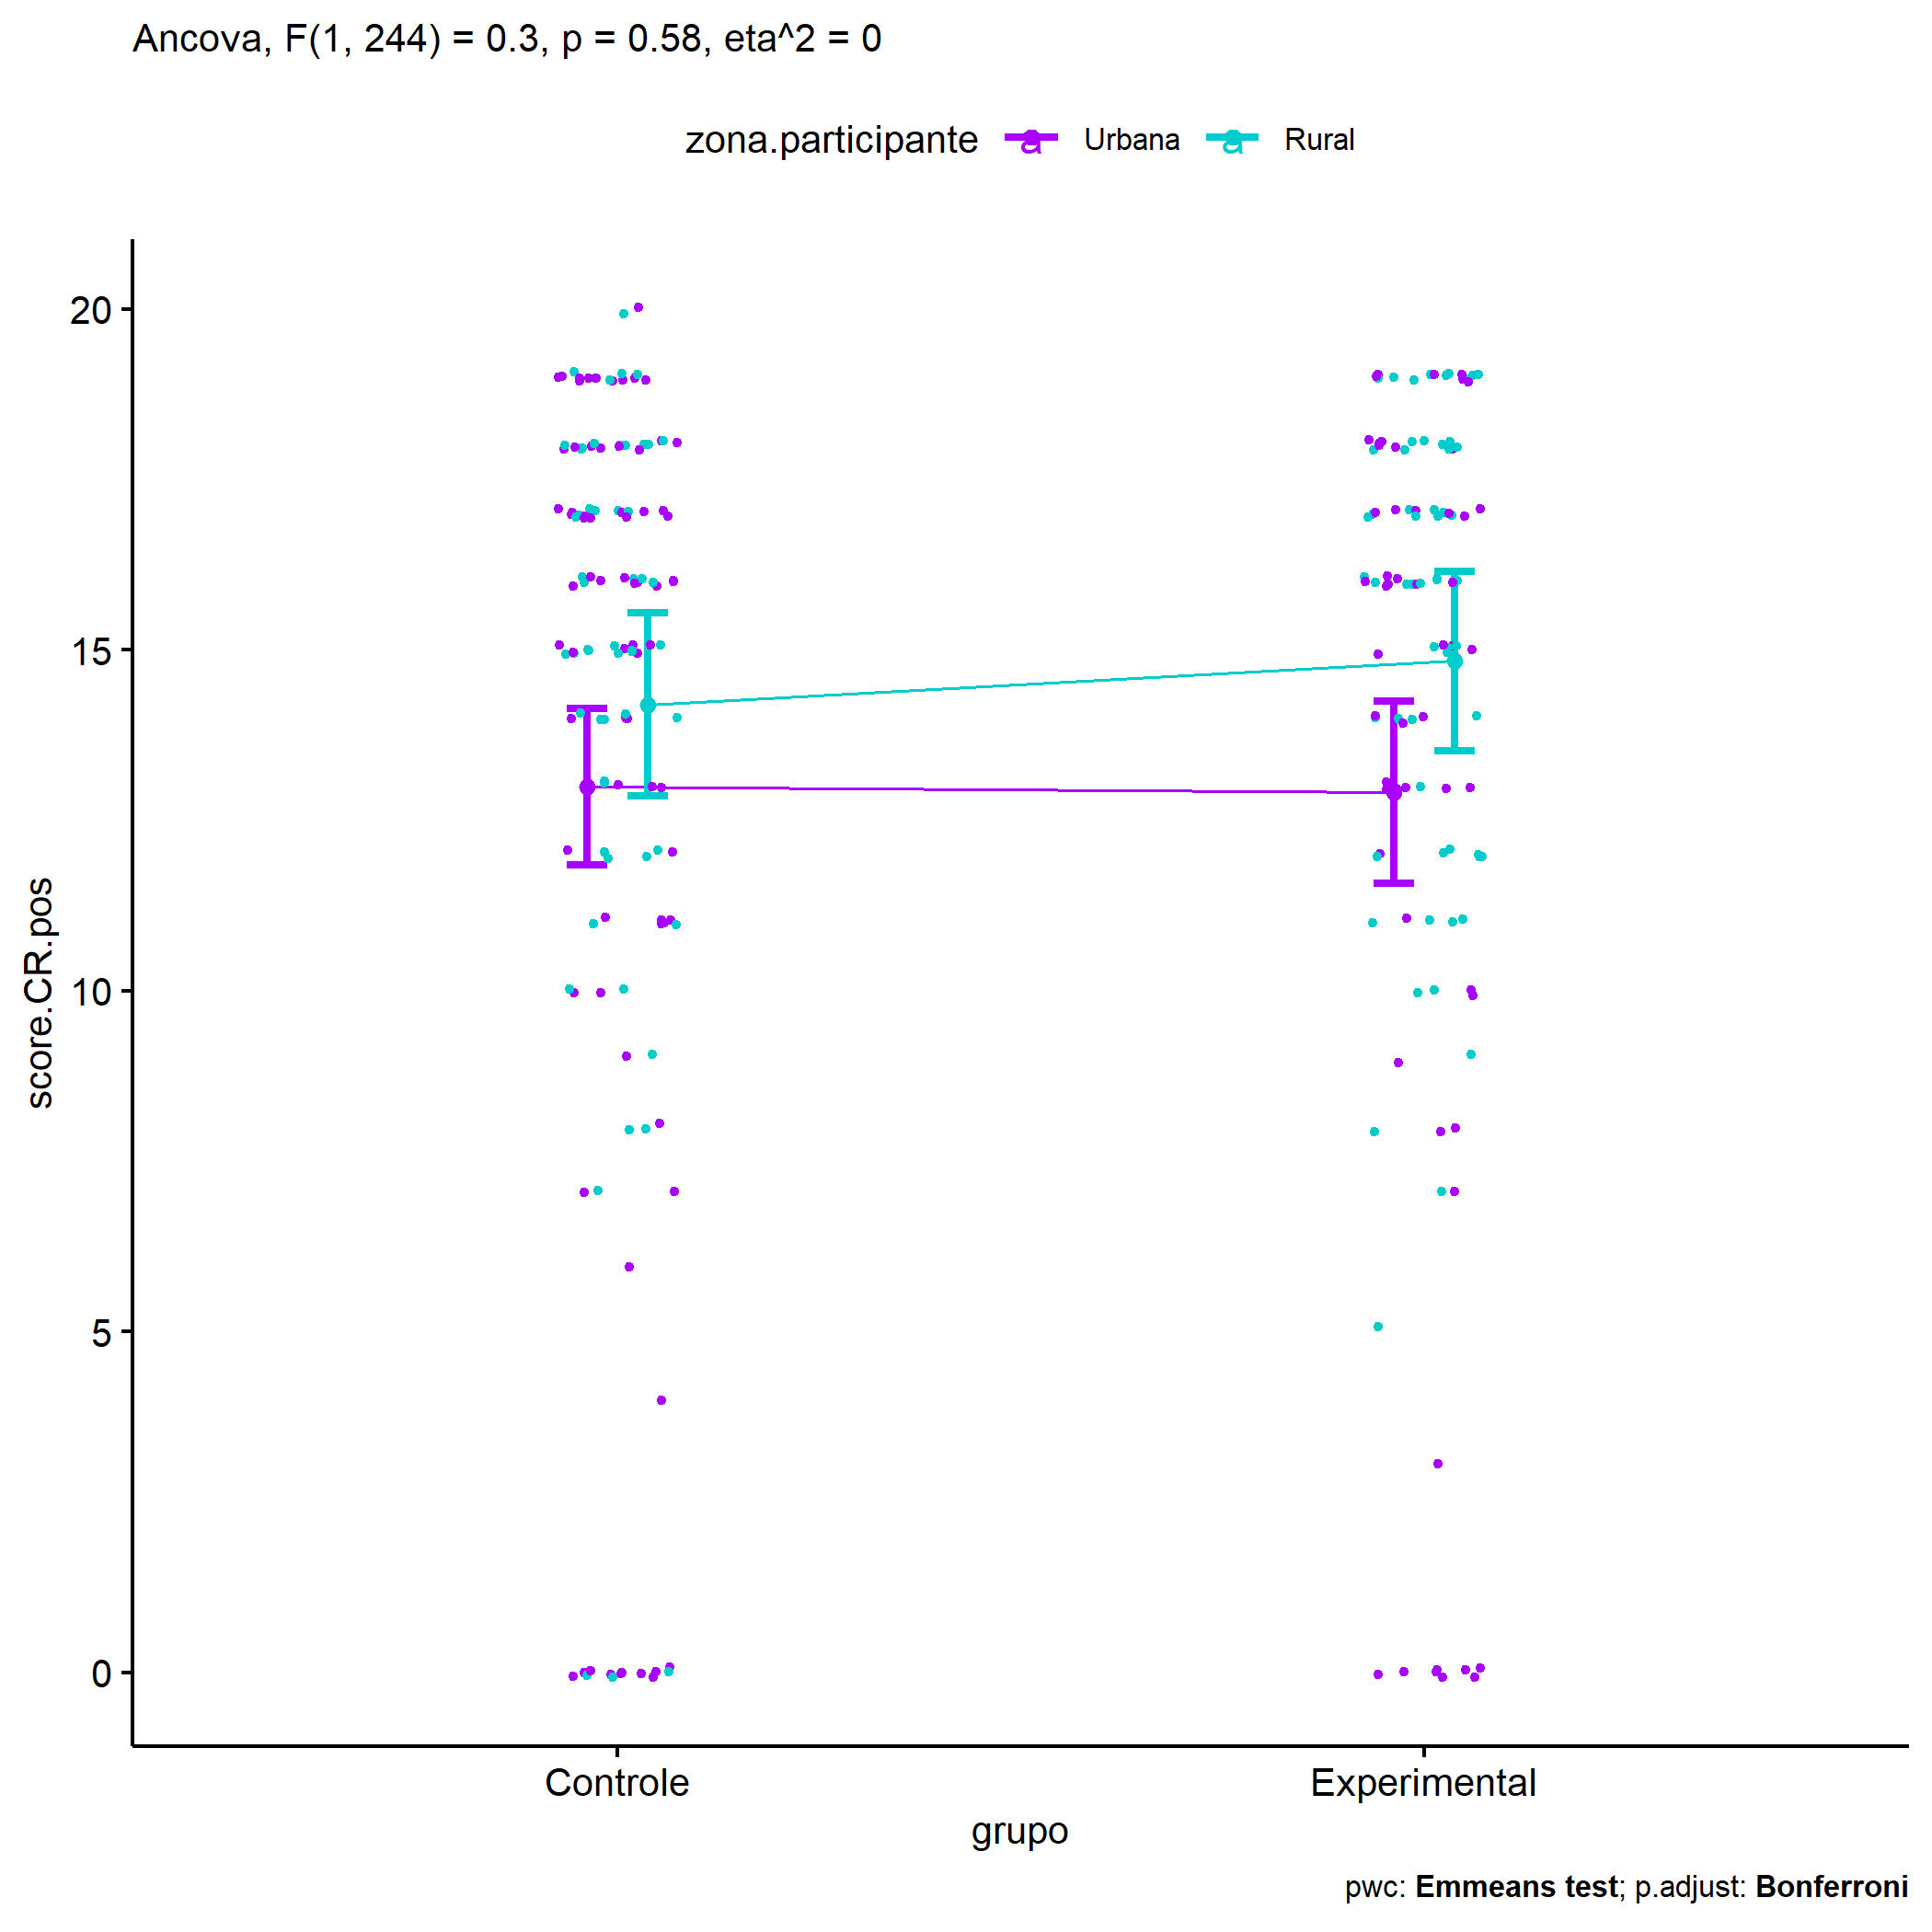 Ancova, F(1, 244) = 0.3, p = 0.58, eta^2 = 0
zona.participante a Urbana a Rural
20
15
10
5
0
score.CR.pos
Controle Experimental
grupo
pwc: Emmeans test; p.adjust: Bonferroni